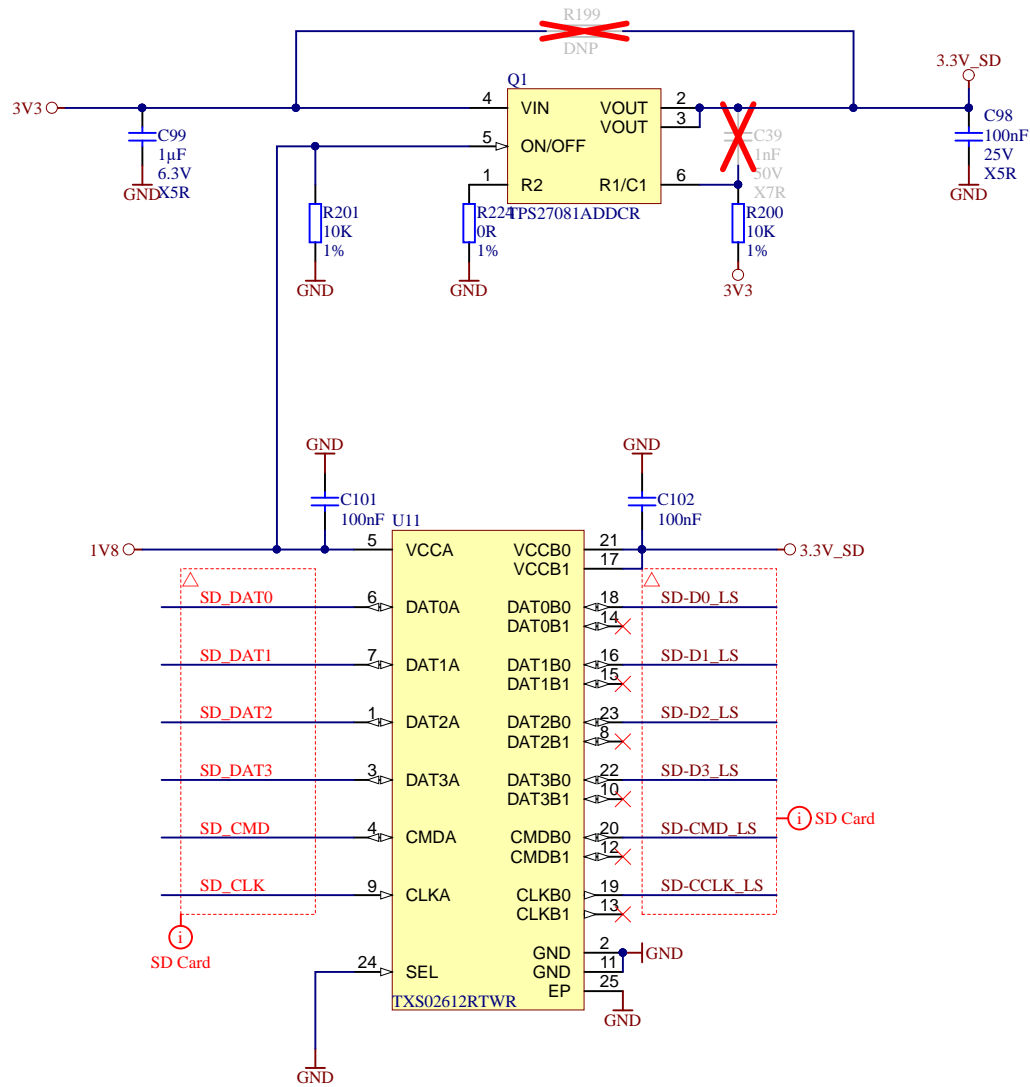 R199
DNP
3.3V_SD
Q1
3V3
4
VIN
VOUT
2
VOUT
3
5
ON/OFF
1
R2
R1/C1
6
TPS27081ADDCR
C99
1µF
6.3V
X5R
GND
C39
1nF
50V
X7R
C98
100nF
25V
X5R
GND
R201
10K
1%
GND
R224
0R
1%
GND
R200
10K
1%
3V3
GND
C101
100nF
GND
C102
100nF
U11
1V8
5
VCCA
VCCB0
21
3.3V_SD
VCCB1
17
SD_DAT0
6
DAT0A
DAT0B0
18
SD-D0_LS
DAT0B1
14
SD_DAT1
7
DAT1A
DAT1B0
16
SD-D1_LS
DAT1B1
15
SD_DAT2
1
DAT2A
DAT2B0
23
SD-D2_LS
DAT2B1
8
SD_DAT3
3
DAT3A
DAT3B0
22
SD-D3_LS
DAT3B1
10
SD_CMD
4
CMDA
CMDB0
20
SD-CMD_LS
CMDB1
12
i SD Card
SD_CLK
9
CLKA
CLKB0
19
SD-CCLK_LS
CLKB1
13
i
SD Card
GND
2
GND
GND
11
24
SEL
EP
25
TXS02612RTWR
GND
GND